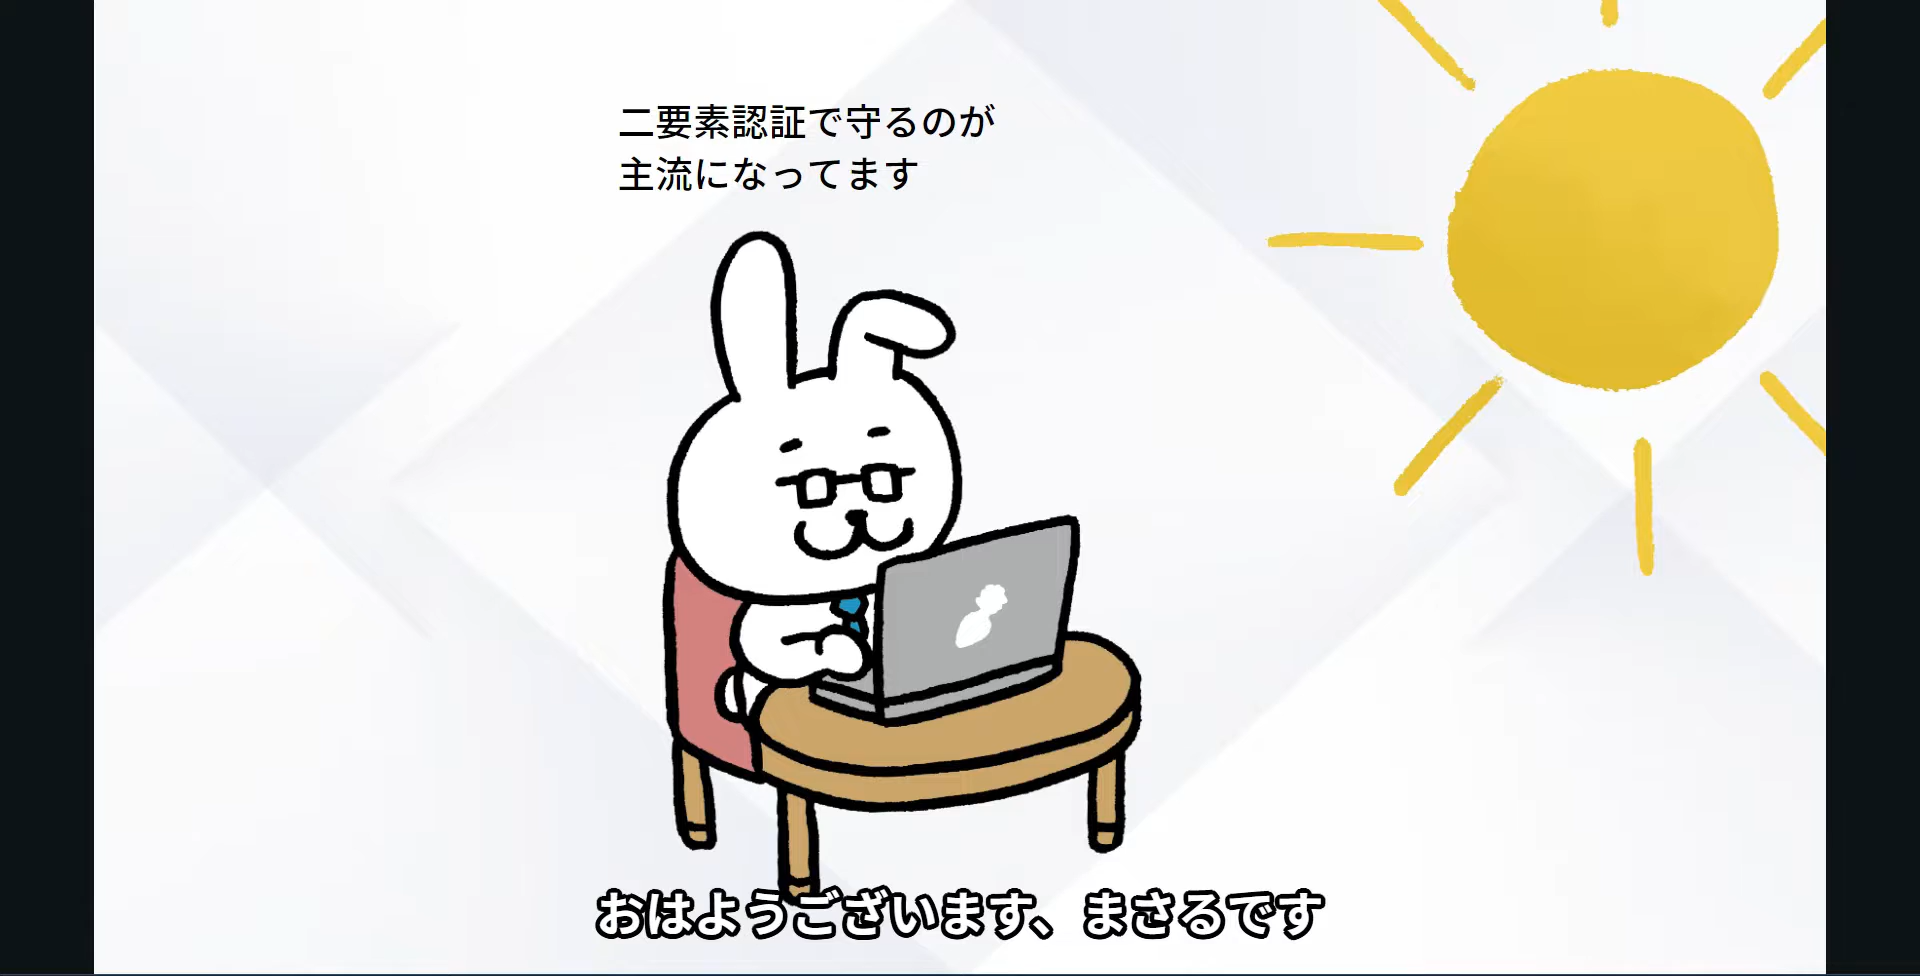 二要素認証で守るのが
主流になってます
おはようございます、まさるです